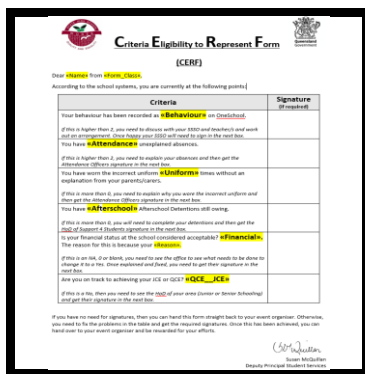 Criteria Eligibility to Represent Form
Queensland
Government
(CERF)
Dear «Name» from «Form_Class».
According to the school systems, you are currently at the following points:
Criteria
Signature
(If required)
Your behaviour has been recorded as «Behaviour» on OneSchool.
If this is higher than 2, you need to discuss with your SSSO and teacher/s and work
out an arrangement. Once happy your SSSO will need to sign in the next box.
You have «Attendance» unexplained absences.
If this is higher than 2, you need to explain your absences and then get the
Attendance Officers signature in the next box.
You have worn the incorrect uniform «Uniform» times without an
explanation from your parents/carers.
If this is more than 0, you need to explain why you wore the incorrect uniform and
then get the Attendance Officers signature in the next box.
You have «Afterschool» Afterschool Detentions still owing.
If this is more than 0, you will need to complete your detentions and then get the
HoD of Support 4 Students signature in the next box.
Is your financial status at the school considered acceptable? «Financial».
The reason for this is because your «Reason».
If this is an NA, 0 or blank, you need to see the office to see what needs to be done to
change it to a Yes. Once explained and fixed, you need to get their signature in the
next box.
Are you on track to achieving your JCE or QCE? «QCE__JCE»
If this is a No, then you need to see the HoD of your area (Junior or Senior Schooling)
and get their signature in the next box.
If you have no need for signatures, then you can hand this form straight back to your event organiser. Otherwise,
you need to fix the problems in the table and get the required signatures. Once this has been achieved, you can
hand over to your event organiser and be rewarded for your efforts.
Susan McQuillen
Deputy Principal Student Services